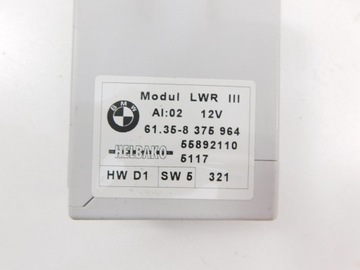 BMW
Modul LWR III
AI:02 12V
61.35-8 375 964
55892110
HELBAKO 5117
HW D1 SW 5 321